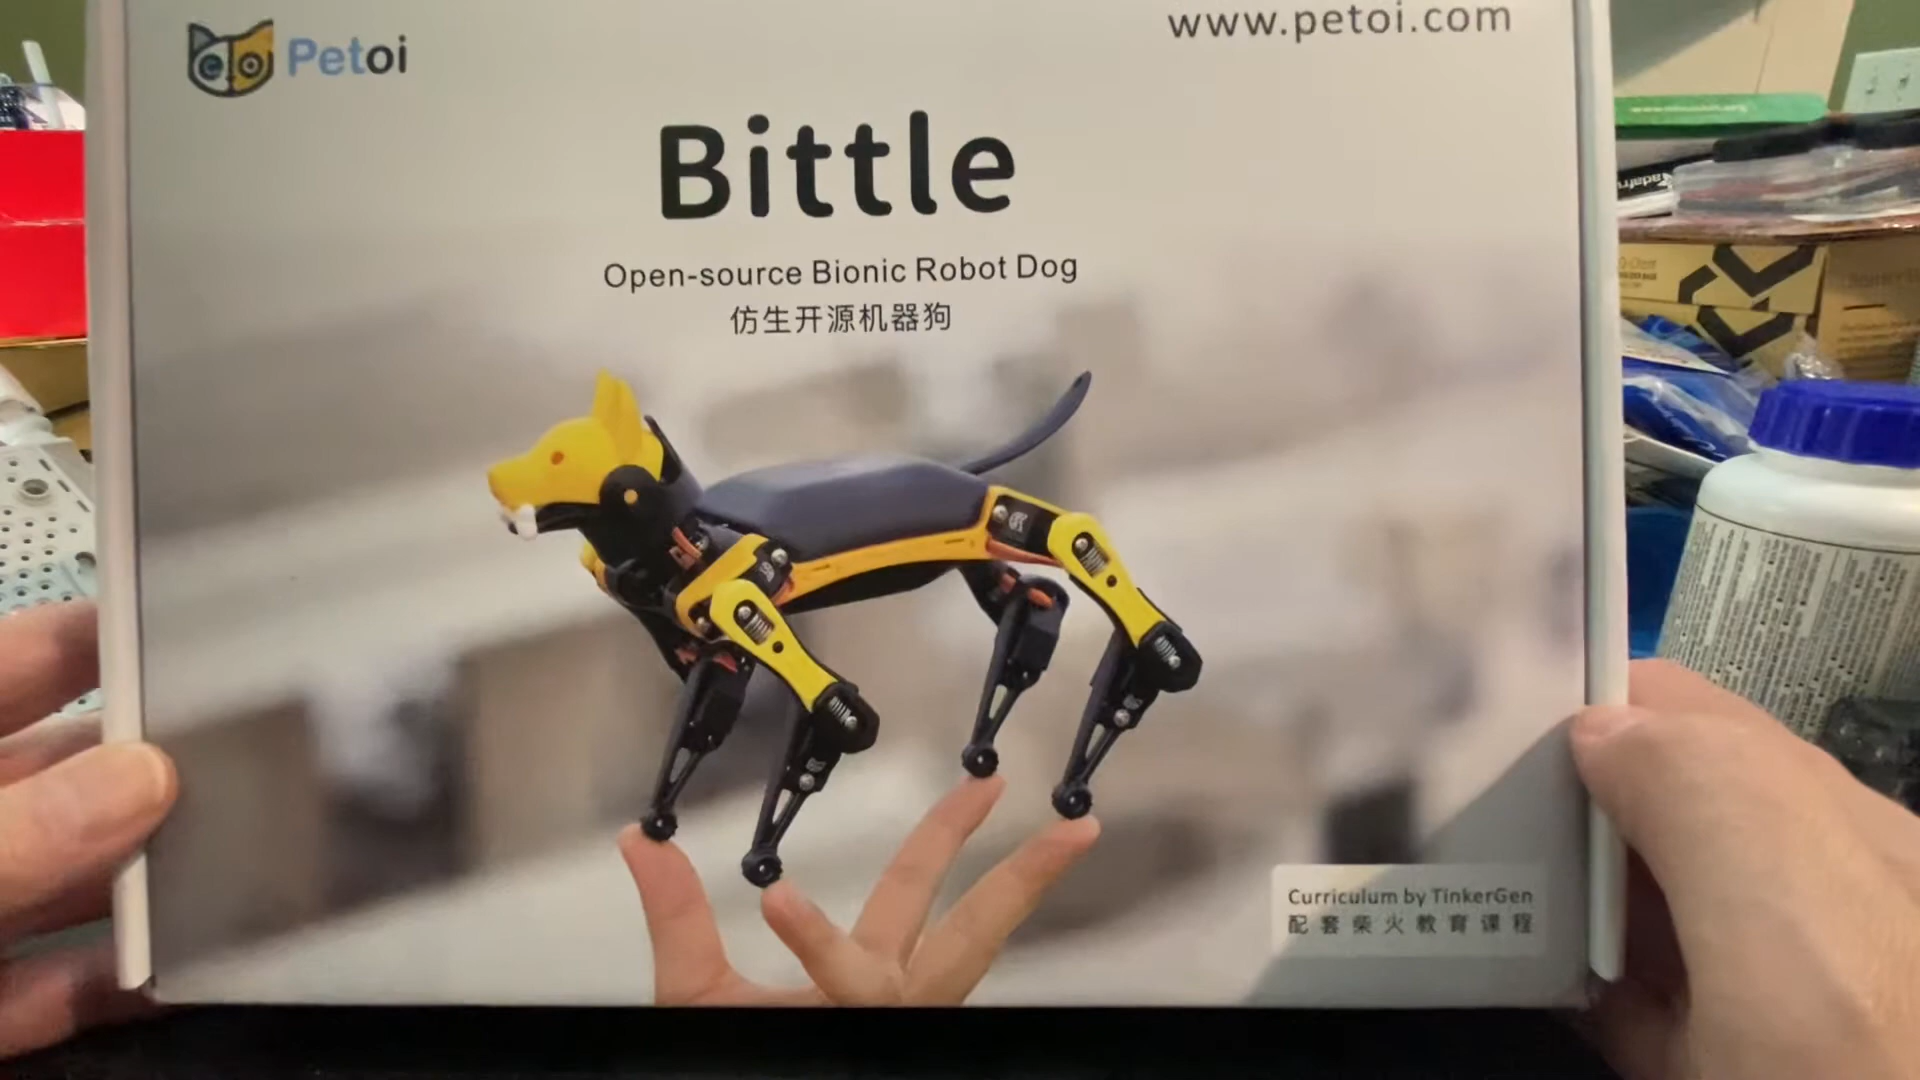 Petoi
www.petoi.com
Bittle
Open-source Bionic Robot Dog
仿生开源机器狗
Curriculum by TinkerGen
配套柴火教育课程